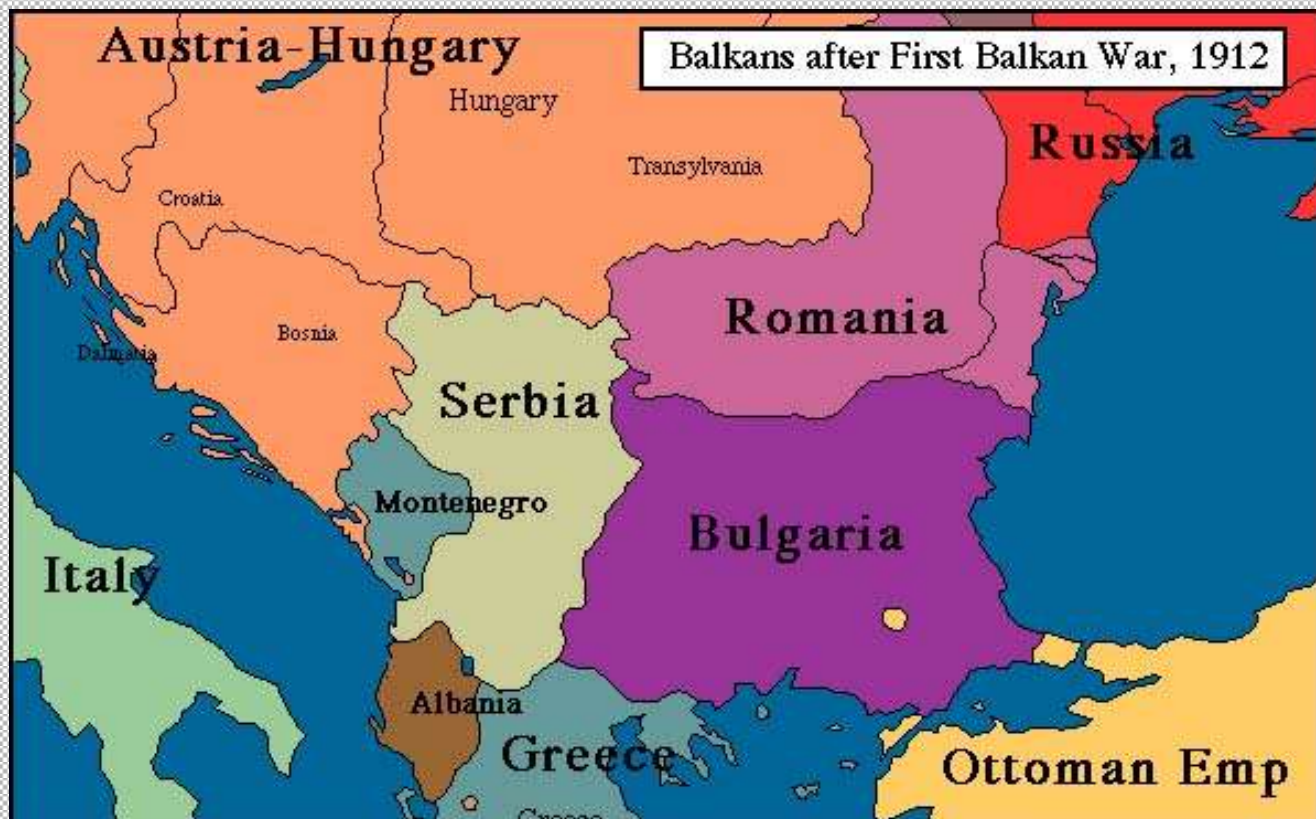 Austria-Hungary
Balkans after First Balkan War, 1912
Hungary
Russia
Transylvania
Croatia
Romania
Bosnia
Dalmatia
Serbia
Montenegro
Bulgaria
Italy
Albania
Greece
Ottoman Emp
Greece